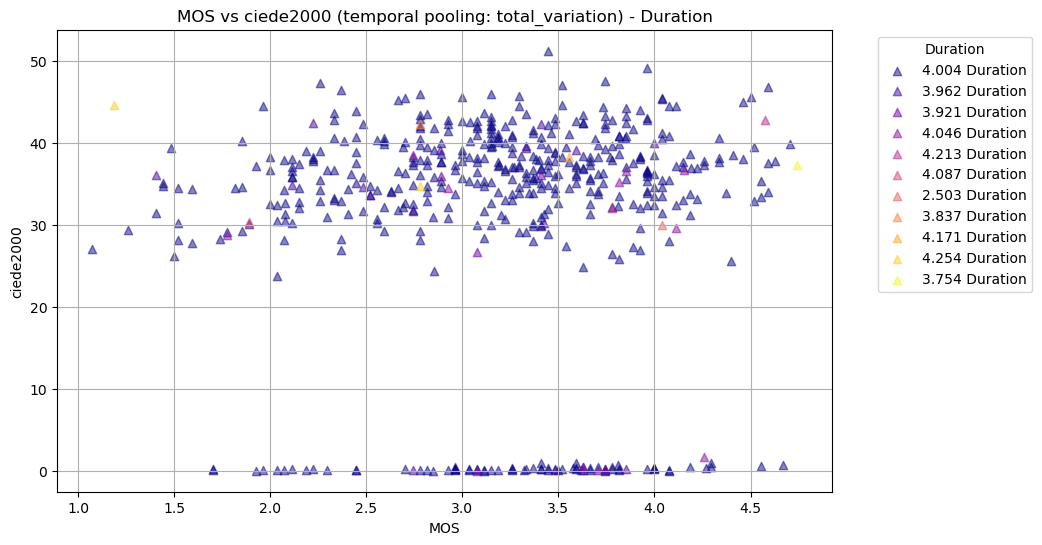 MOS vs ciede2000 (temporal pooling: total_variation) - Duration
50
40
30
20
10
0
ciede2000
1.0 1.5 2.0 2.5 3.0 3.5 4.0 4.5
MOS
Duration
4.004 Duration
3.962 Duration
3.921 Duration
4.046 Duration
4.213 Duration
4.087 Duration
2.503 Duration
3.837 Duration
4.171 Duration
4.254 Duration
3.754 Duration